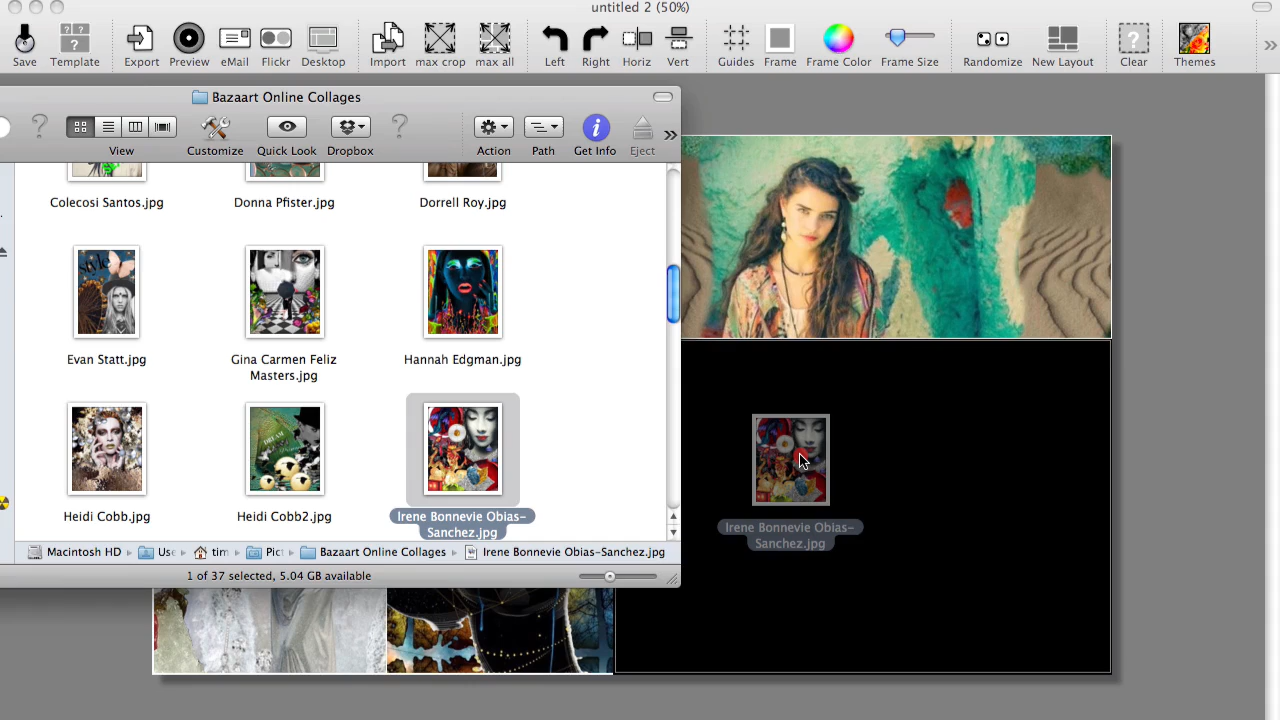 untitled 2 (50%)
Save Template Export Preview eMail Flickr Desktop Import max crop max all Left Right Horiz Vert Guides Frame Frame Color Frame Size Randomize New Layout Clear Themes
Bazaart Online Collages
View Customize Quick Look Dropbox Action Path Get Info Eject
Colecosi Santos.jpg Donna Pfister.jpg Dorrell Roy.jpg
style
Evan Statt.jpg Gina Carmen Feliz Hannah Edgman.jpg
Masters.jpg
DREAM
Heidi Cobb.jpg Heidi Cobb2.jpg Irene Bonnevie Obias-
Sanchez.jpg
Irene Bonnevie Obias-
Sanchez.jpg
Macintosh HD Use tim Pict Bazaart Online Collages Irene Bonnevie Obias-Sanchez.jpg
1 of 37 selected, 5.04 GB available